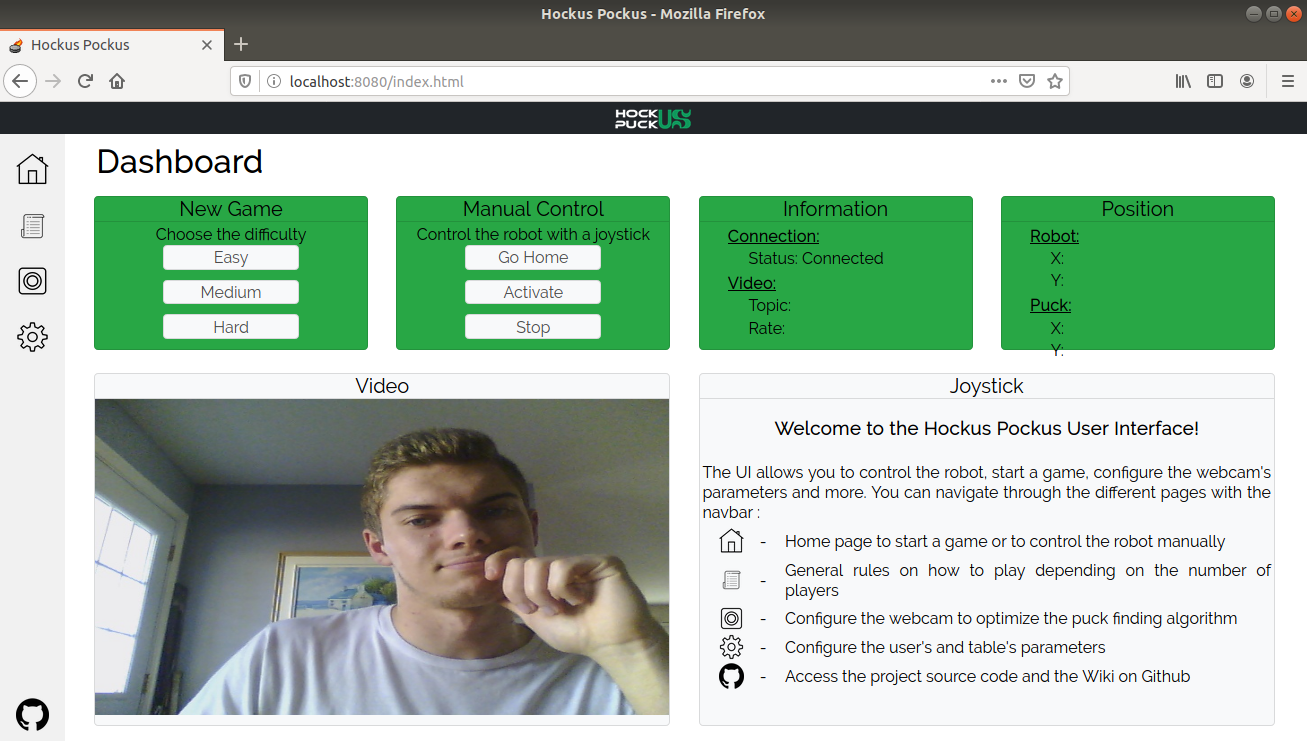 Hockus Pockus - Mozilla Firefox
Hockus Pockus
localhost:8080/index.html
HOCK
PUCKUS
Dashboard
New Game
Choose the difficulty
Easy
Medium
Hard
Manual Control
Control the robot with a joystick
Go Home
Activate
Stop
Information
Connection:
Status: Connected
Video:
Topic:
Rate:
Position
Robot:
X:
Y:
Puck:
X:
Y:
Video
Joystick
Welcome to the Hockus Pockus User Interface!
The UI allows you to control the robot, start a game, configure the webcam's
parameters and more. You can navigate through the different pages with the
navbar :
- Home page to start a game or to control the robot manually
- General rules on how to play depending on the number of
players
- Configure the webcam to optimize the puck finding algorithm
- Configure the user's and table's parameters
- Access the project source code and the Wiki on Github